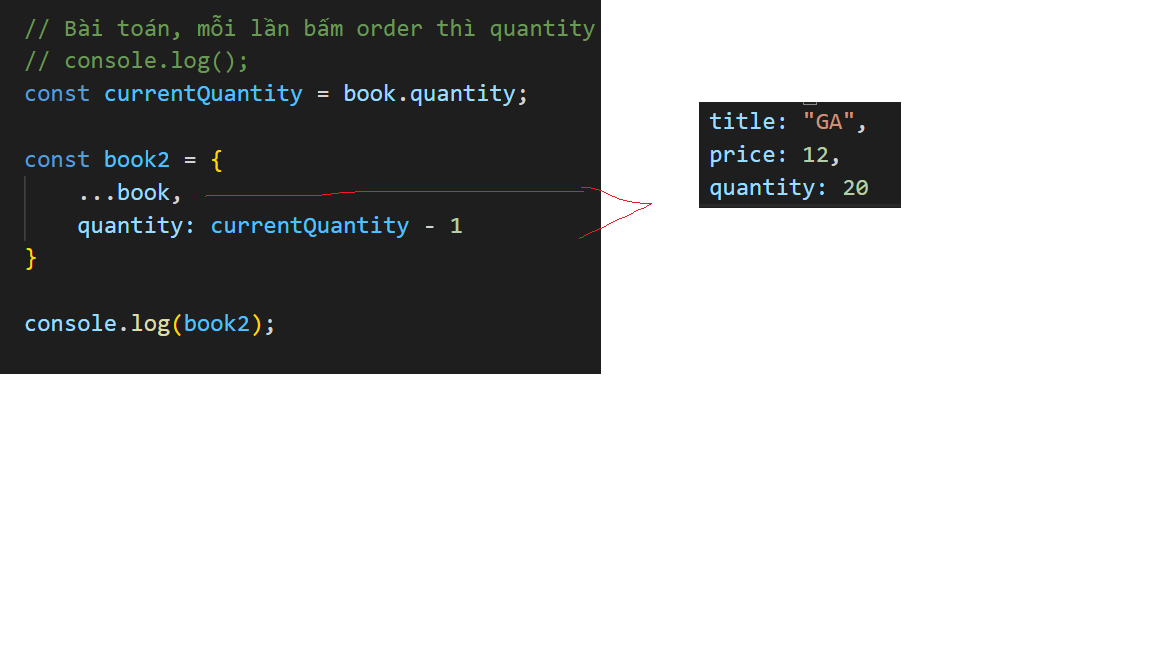 // Bài toán, mỗi lần bấm order thì quantity
// console.log();
const currentQuantity = book.quantity;
const book2 = {
...book,
quantity: currentQuantity - 1
}
console.log(book2);
title: "GA",
price: 12,
quantity: 20